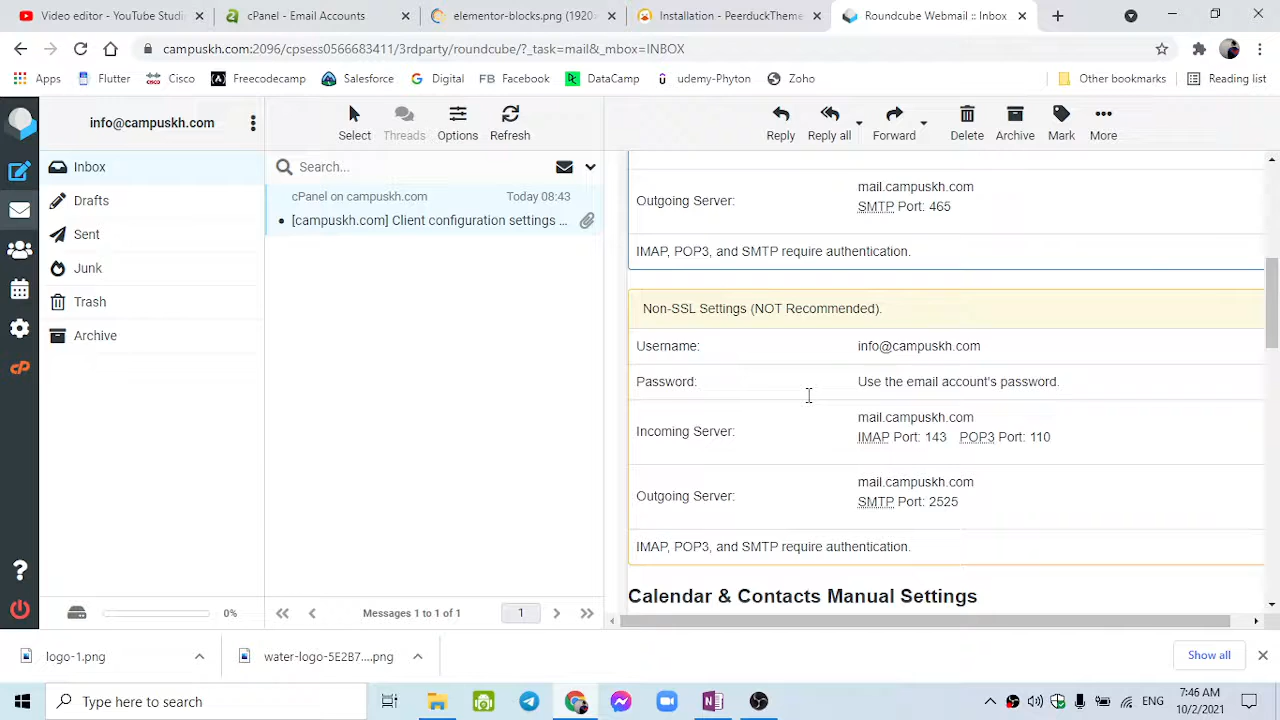 Video editor - YouTube Studi
cPanel - Email Accounts
elementor-blocks.png (1920×
Installation - OverduckTheme
Roundcube Webmail :: Inbox
campuskh.com:2096/cpsess0566683411/3rdparty/roundcube/?_task=mail&_mbox=INBOX
Apps
Flutter
Cisco
Freecodecamp
Salesforce
Digital
Facebook
DataCamp
udemy-Phyton
Zoho
Other bookmarks
Reading list
info@campuskh.com
Select
Threads
Options
Refresh
Reply
Reply all
Forward
Delete
Archive
Mark
More
Inbox
Drafts
Sent
Junk
Trash
Archive
0%
Search...
cPanel on campuskh.com Today 08:43
[campuskh.com] Client configuration settings ...
Messages 1 to 1 of 1
1
Outgoing Server:
mail.campuskh.com
SMTP Port: 465
IMAP, POP3, and SMTP require authentication.
Non-SSL Settings (NOT Recommended).
Username: info@campuskh.com
Password: Use the email account's password.
Incoming Server:
mail.campuskh.com
IMAP Port: 143 POP3 Port: 110
Outgoing Server:
mail.campuskh.com
SMTP Port: 2525
IMAP, POP3, and SMTP require authentication.
Calendar & Contacts Manual Settings
logo-1.png
water-logo-5E2B7....png
Show all
Type here to search
ENG
7:46 AM
10/2/2021